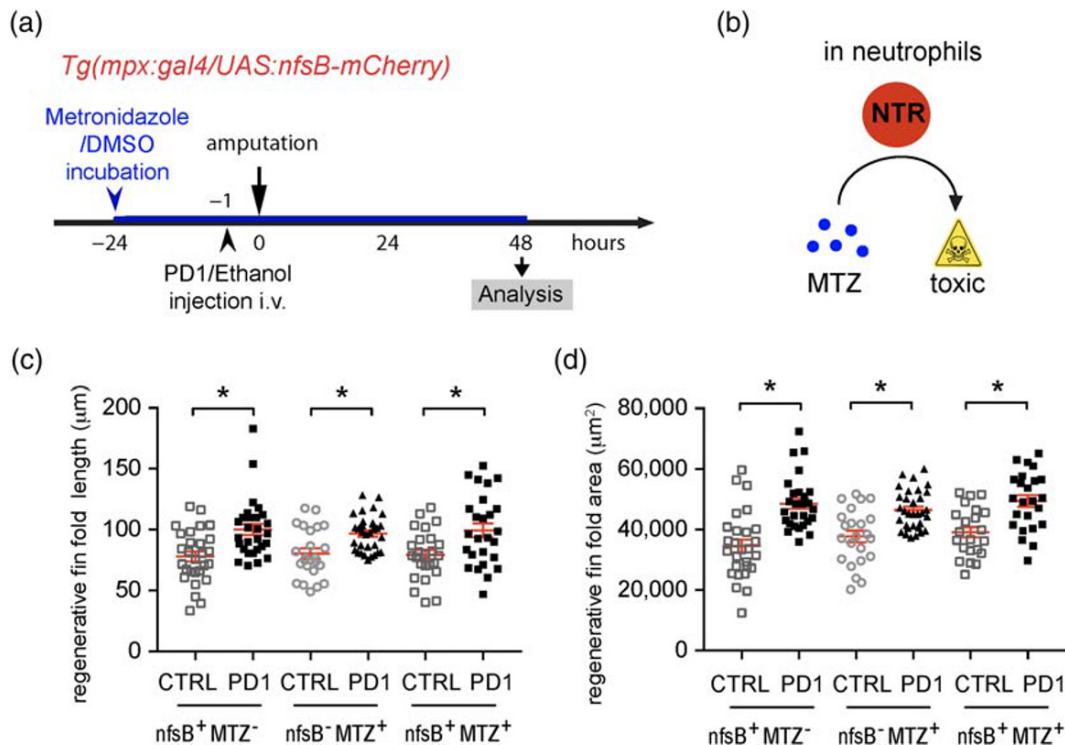 (a)
Tg(mpx:gal4/UAS:nfsB-mCherry)
Metronidazole
/DMSO
incubation
amputation
−1
−24
0
24
48
hours
PD1/Ethanol
injection i.v.
Analysis
(b)
in neutrophils
NTR
MTZ
toxic
(c)
regenerative fin fold length (μm)
200
150
100
50
0
* * *
CTRL PD1 CTRL PD1 CTRL PD1
nfsB⁺ MTZ⁻ nfsB⁻ MTZ⁺ nfsB⁺ MTZ⁺
(d)
regenerative fin fold area (μm²)
80,000
60,000
40,000
20,000
0
* * *
CTRL PD1 CTRL PD1 CTRL PD1
nfsB⁺ MTZ⁻ nfsB⁻ MTZ⁺ nfsB⁺ MTZ⁺